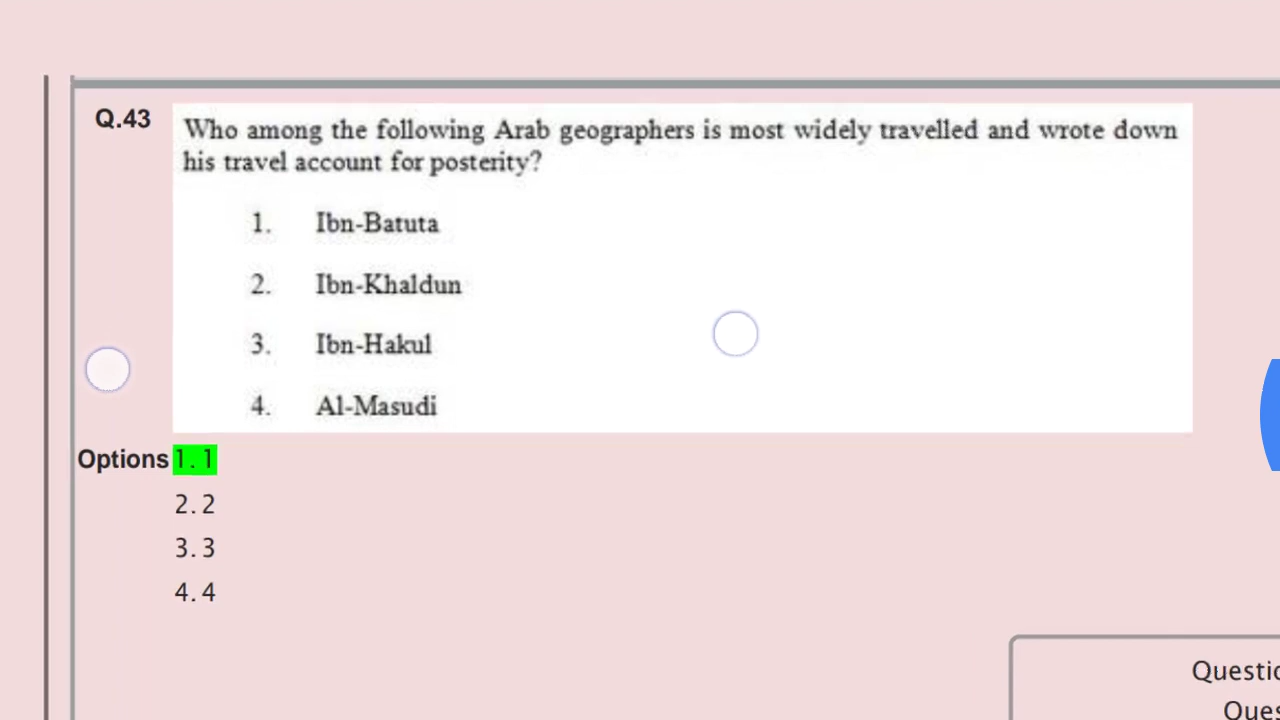 Q.43
Who among the following Arab geographers is most widely travelled and wrote down
his travel account for posterity?
1. Ibn-Batuta
2. Ibn-Khaldun
3. Ibn-Hakul
4. Al-Masudi
Options 1. 1
2. 2
3. 3
4. 4